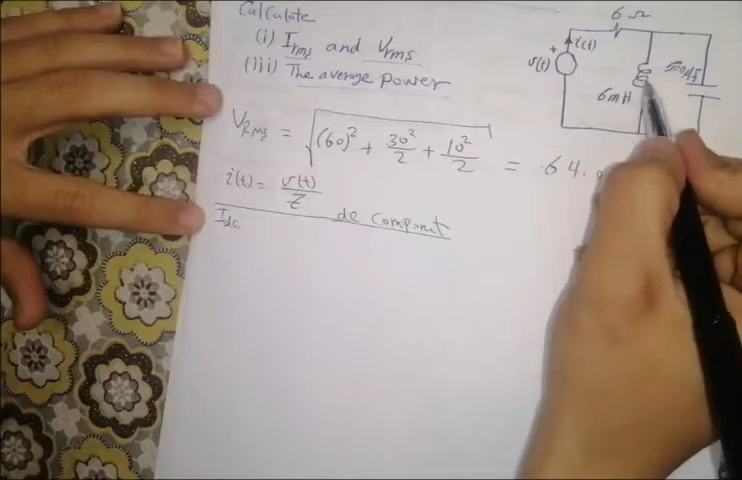 Calculate
(i) Irms and Vrms
(iii) The average power
6 Ω
i(t)
+
v(t)
6mH
VRms = √(60)² + 30²/2 + 10²/2 = 64.
i(t) = v(t)/Z
Idc dc componet